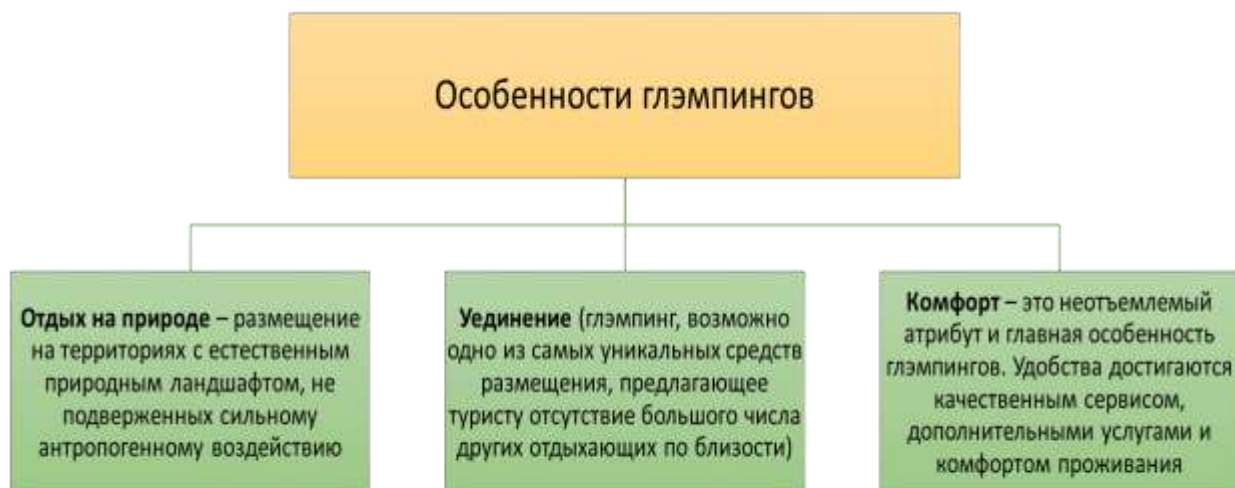 Особенности глэмпингов
Отдых на природе – размещение
на территориях с естественным
природным ландшафтом, не
подверженных сильному
антропогенному воздействию
Уединение (глэмпинг, возможно
одно из самых уникальных средств
размещения, предлагающее
туристу отсутствие большого числа
других отдыхающих по близости)
Комфорт – это неотъемлемый
атрибут и главная особенность
глэмпингов. Удобства достигаются
качественным сервисом,
дополнительными услугами и
комфортом проживания